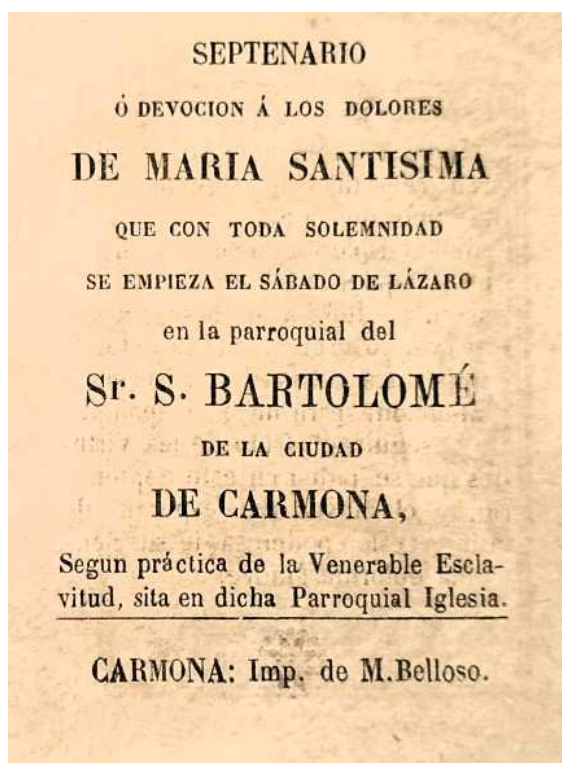 SEPTENARIO
Ó DEVOCION Á LOS DOLORES
DE MARIA SANTISIMA
QUE CON TODA SOLEMNIDAD
SE EMPIEZA EL SÁBADO DE LÁZARO
en la parroquial del
Sr. S. BARTOLOMÉ
DE LA CIUDAD
DE CARMONA,
Segun práctica de la Venerable Escla-
vitud, sita en dicha Parroquial Iglesia.
CARMONA: Imp. de M.Belloso.